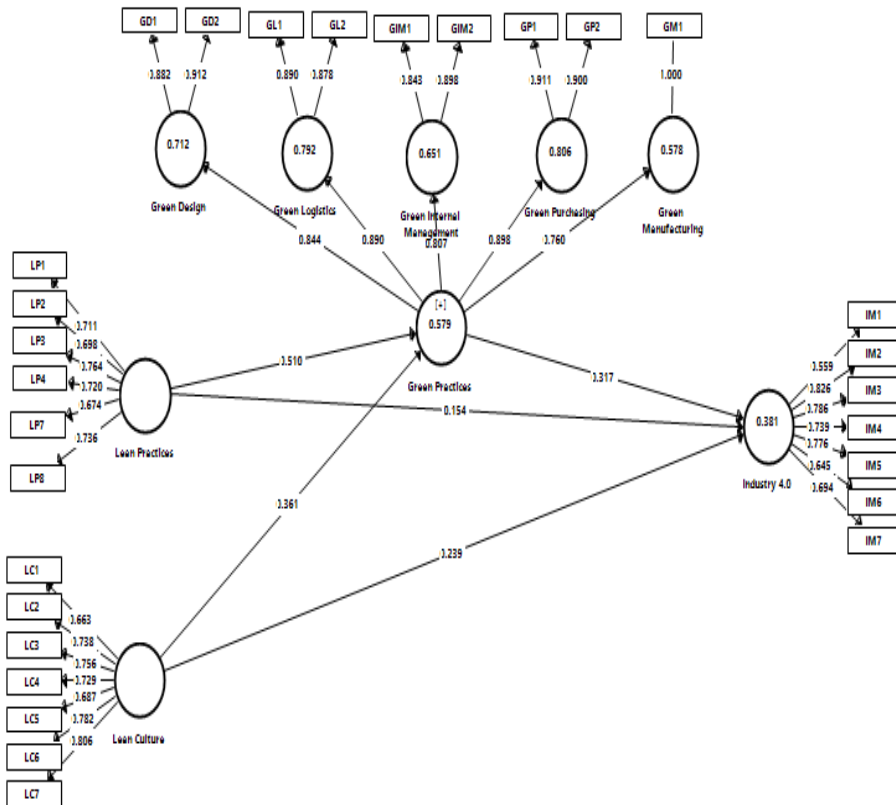 GD1 GD2 GL1 GL2 GIM1 GIM2 GP1 GP2 GM1
0.882 0.912 0.890 0.878 0.843 0.898 0.911 0.900 1.000
0.712 0.792 0.651 0.806 0.578
Green Design Green Logistics Green Internal Management Green Purchasing Green Manufacturing
0.844 0.890 0.807 0.898 0.760
[+]
0.579
Green Practices
LP1
LP2
LP3
LP4
LP7
LP8
0.711
0.698
0.764
0.720
0.674
0.736
Lean Practices
0.510
0.317
0.154
0.361
0.239
0.381
Industry 4.0
0.559
0.826
0.786
0.739
0.776
0.645
0.694
IM1
IM2
IM3
IM4
IM5
IM6
IM7
LC1
LC2
LC3
LC4
LC5
LC6
LC7
0.663
0.738
0.756
0.729
0.687
0.782
0.806
Lean Culture